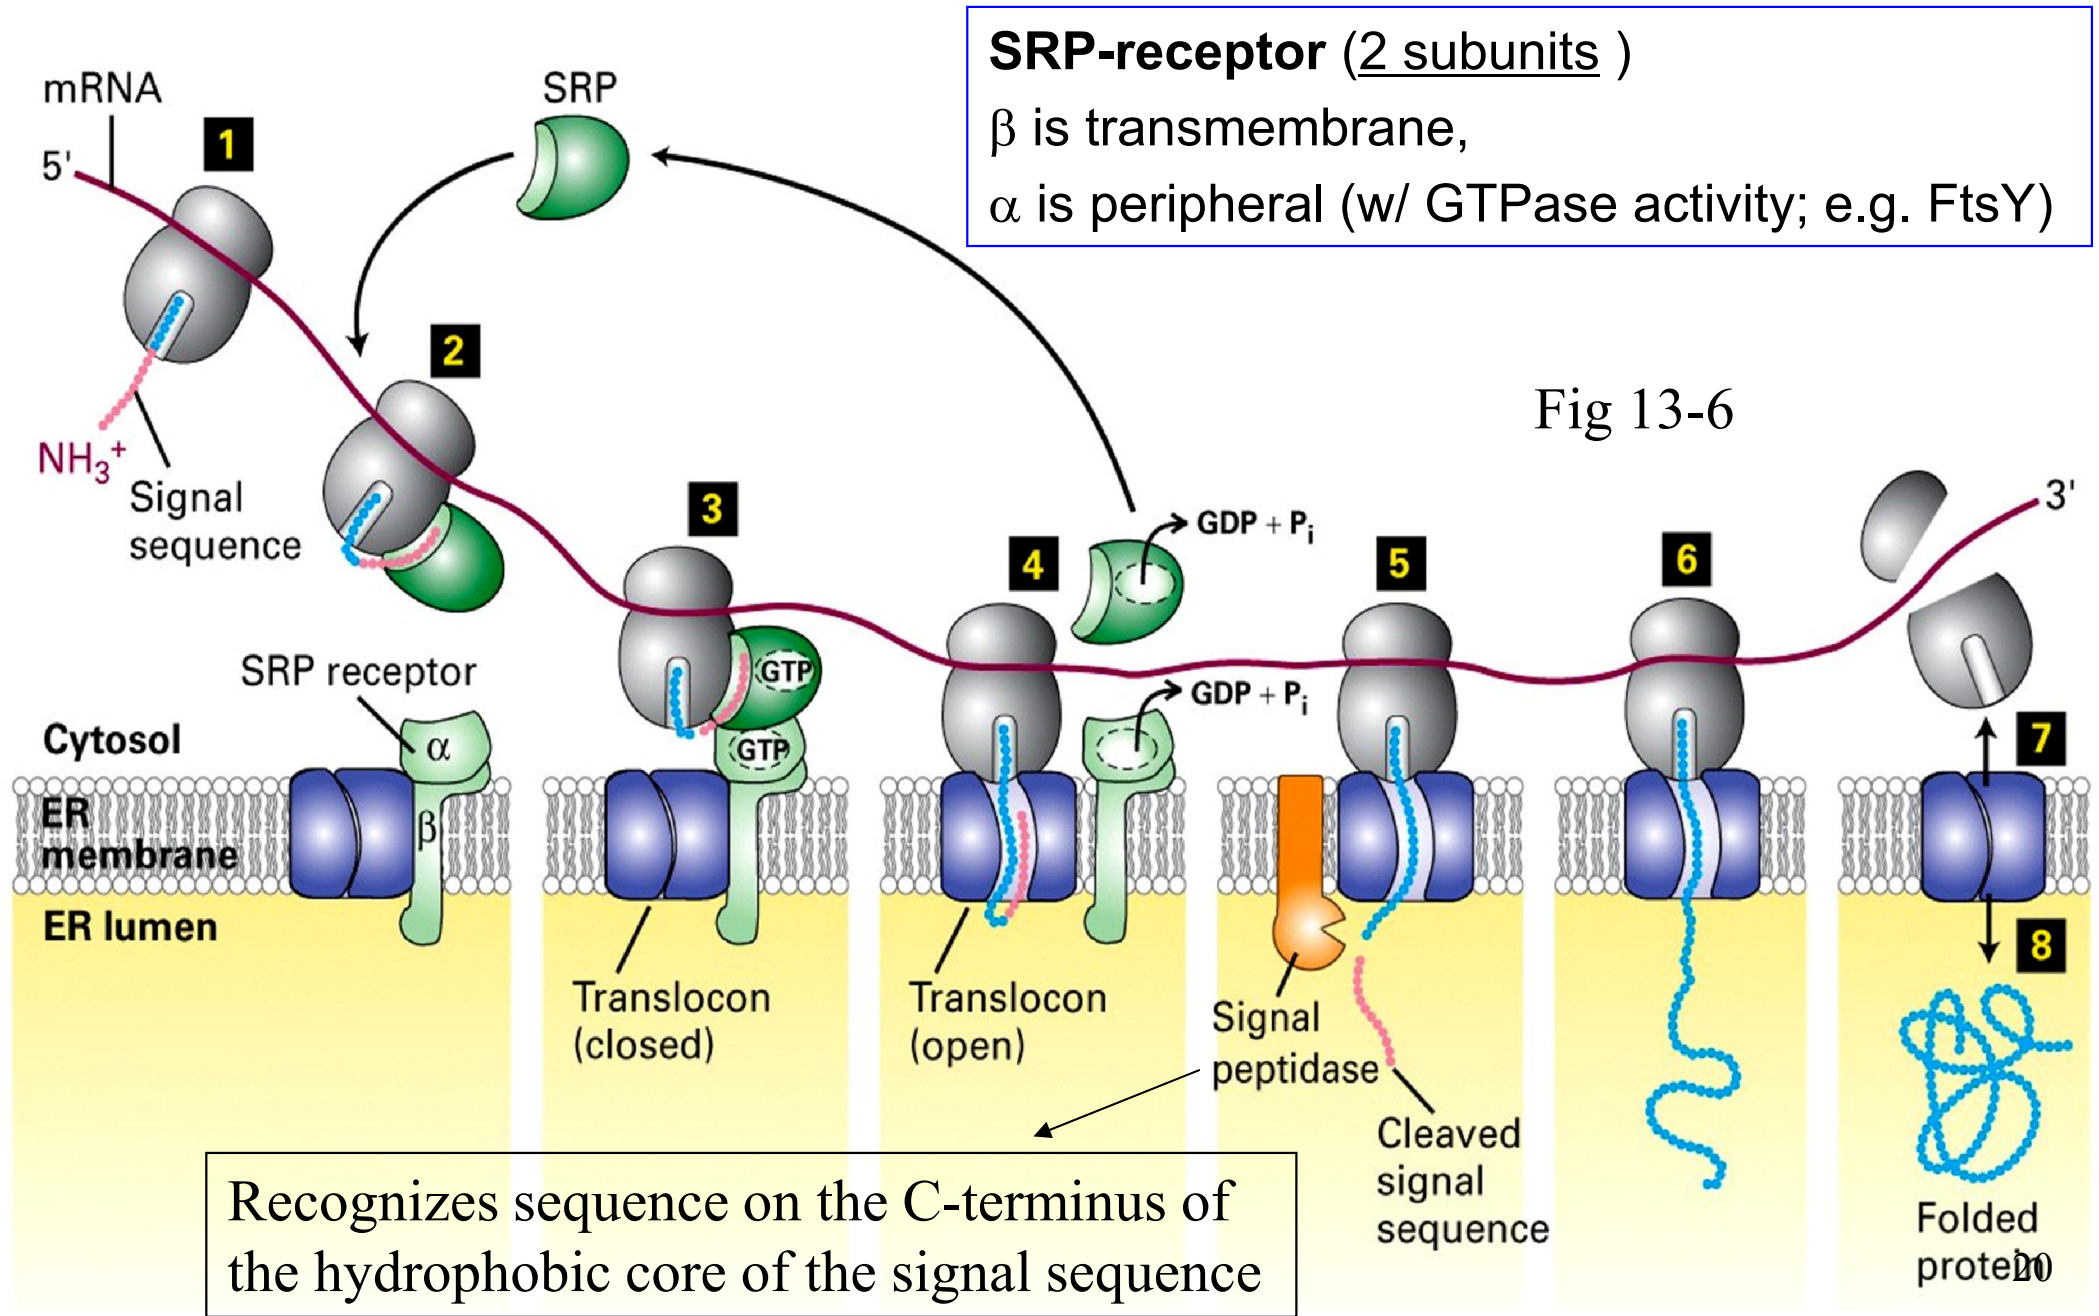 SRP-receptor (2 subunits )
β is transmembrane,
α is peripheral (w/ GTPase activity; e.g. FtsY)
mRNA
SRP
5'
1
NH₃⁺
Signal
sequence
2
Fig 13-6
3
4
GDP + Pᵢ
5
6
3'
SRP receptor
GTP
GTP
GDP + Pᵢ
7
Cytosol
α
ER
membrane
β
ER lumen
8
Translocon
(closed)
Translocon
(open)
Signal
peptidase
Cleaved
signal
sequence
Recognizes sequence on the C-terminus of
the hydrophobic core of the signal sequence
Folded
protein
20